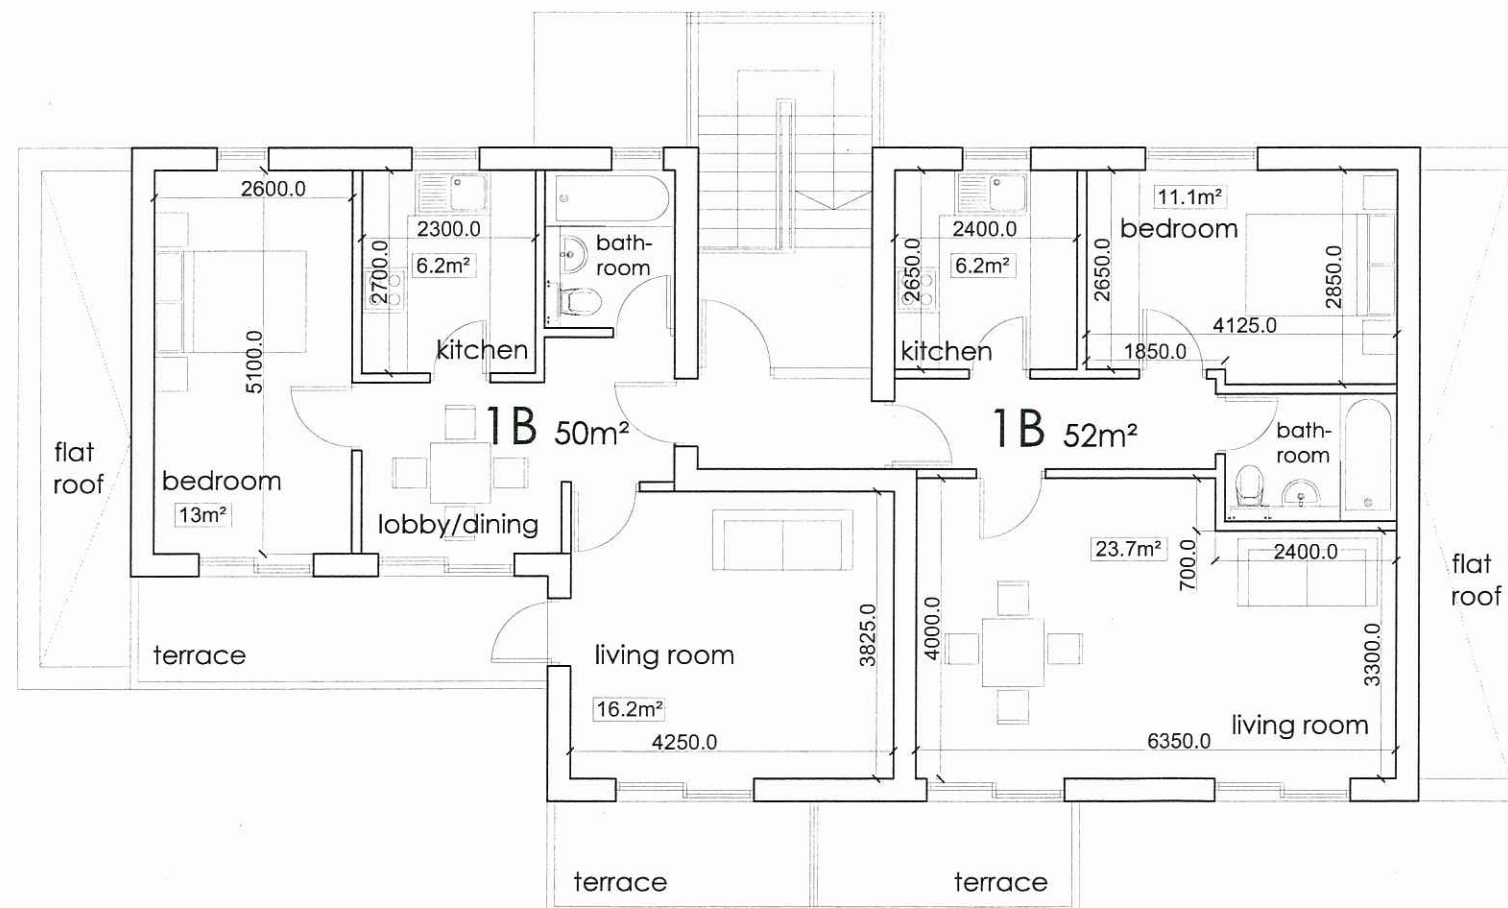 2600.0
2300.0
2700.0
6.2m²
bath-
room
kitchen
5100.0
bedroom
13m²
flat
roof
1B 50m²
lobby/dining
terrace
living room
16.2m²
4250.0
3825.0
terrace
2400.0
2650.0
6.2m²
kitchen
11.1m²
bedroom
2650.0
2850.0
4125.0
1850.0
1B 52m²
bath-
room
23.7m²
700.0
2400.0
4000.0
3300.0
living room
6350.0
terrace
flat
roof